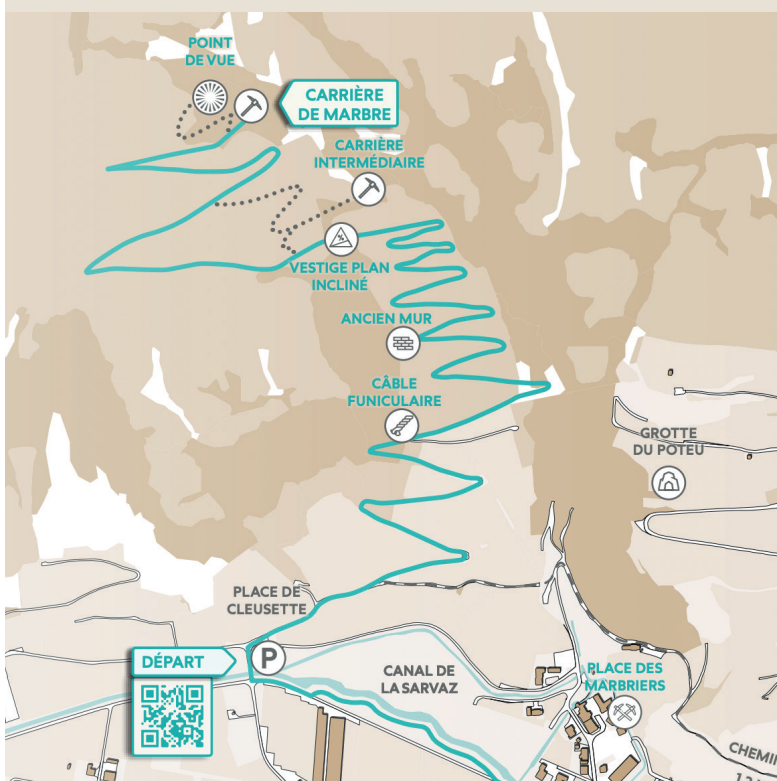 POINT
DE VUE
CARRIÈRE
DE MARBRE
CARRIÈRE
INTERMÉDIAIRE
VESTIGE PLAN
INCLINÉ
ANCIEN MUR
CÂBLE
FUNICULAIRE
GROTTE
DU POTEU
PLACE DE
CLEUSETTE
DÉPART
P
CANAL DE
LA SARVAZ
PLACE DES
MARBRIERS